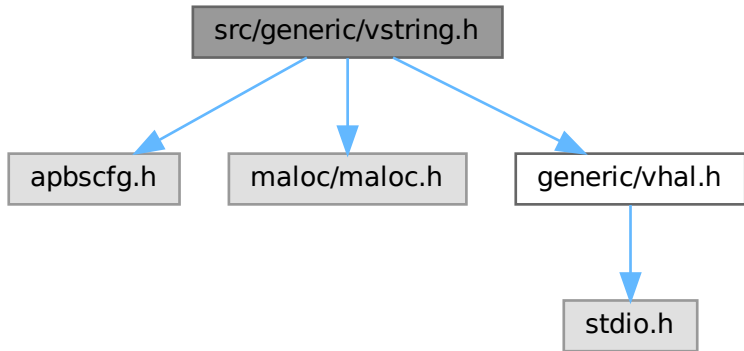 src/generic/vstring.h
apbscfg.h
maloc/maloc.h
generic/vhal.h
stdio.h